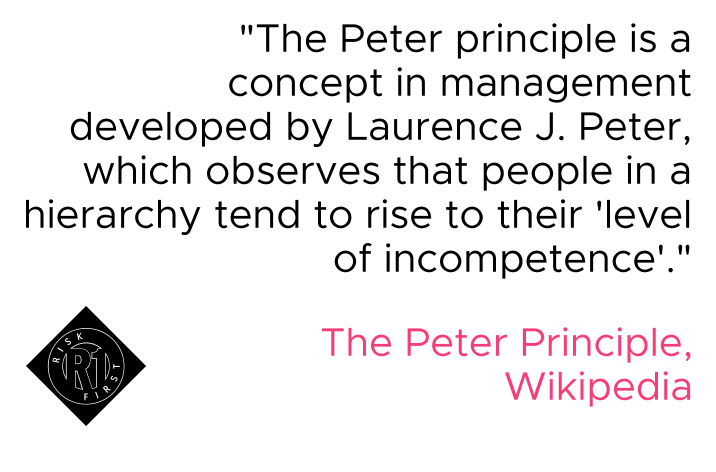 "The Peter principle is a
concept in management
developed by Laurence J. Peter,
which observes that people in a
hierarchy tend to rise to their 'level
of incompetence'."
The Peter Principle,
Wikipedia
RISK
R1
FIRST